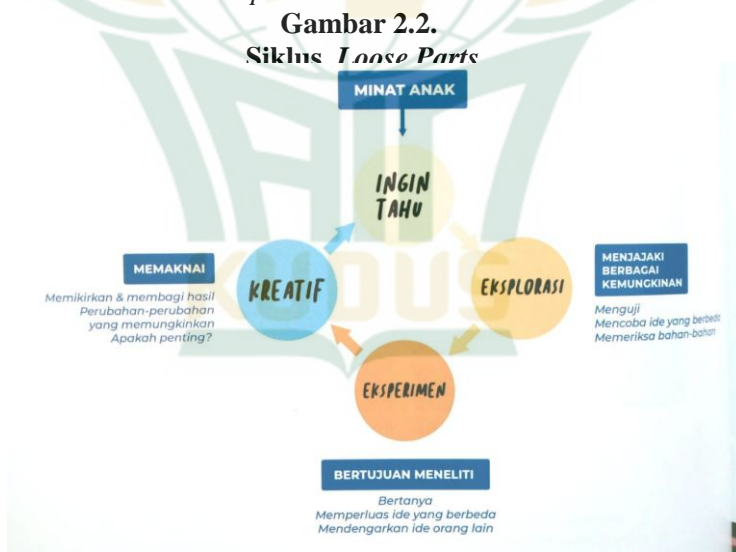 Gambar 2.2.
Siklus Loose Parts
MINAT ANAK
INGIN
TAHU
EKSPLORASI
MENJAJAKI
BERBAGAI
KEMUNGKINAN
Menguji
Mencoba ide yang berbeda
Memeriksa bahan-bahan
EKSPERIMEN
BERTUJUAN MENELITI
Bertanya
Memperluas ide yang berbeda
Mendengarkan ide orang lain
KREATIF
MEMAKNAI
Memikirkan & membagi hasil
Perubahan-perubahan
yang memungkinkan
Apakah penting?
KUDUS